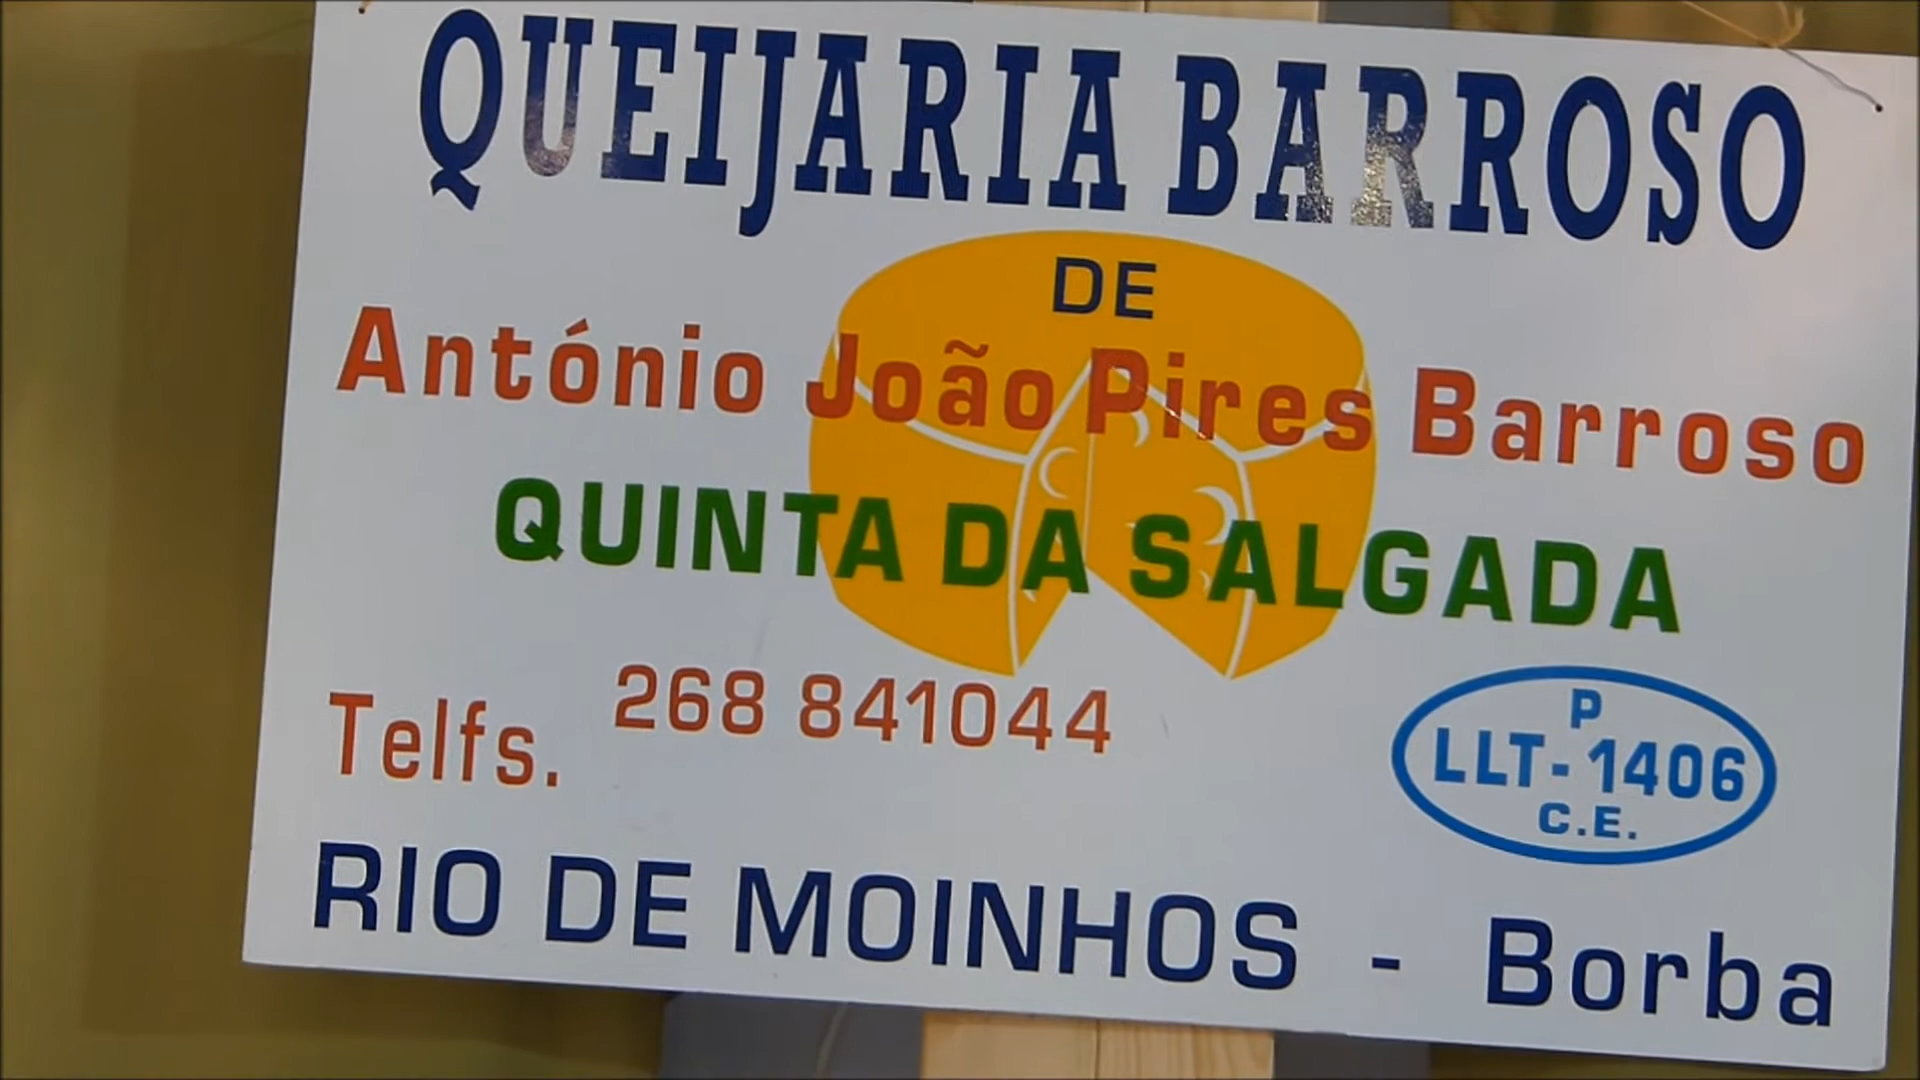 QUEIJARIA BARROSO
DE
António João Pires Barroso
QUINTA DA SALGADA
Telfs. 268 841044
P
LLT-1406
C.E.
RIO DE MOINHOS - Borba